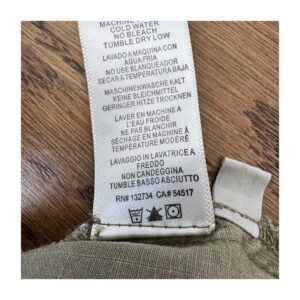 MACHINE
COLD WATER
NO BLEACH
TUMBLE DRY LOW
LAVADO A MAQUINA CON
AGUA FRIA
NO USAR BLANQUEADOR
SECAR A TEMPERATURA BAJA
MASCHINENWASCHE KALT
KEINE BLEICHMITTEL
GERINGER HITZE TROCKNEN
LAVER EN MACHINE À
L'EAU FROIDE
NE PAS BLANCHIR
SÉCHAGE EN MACHINE À
TEMPÉRATURE MODÉRÉ
LAVAGGIO IN LAVATRICE A
FREDDO
NON CANDEGGINA
TUMBLE BASSO ASCIUTTO
RN# 132734 CA# 54517